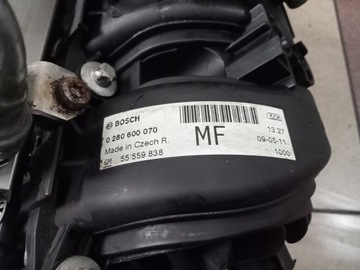 BOSCH
0 280 600 070
Made in Czech R.
GM 55 559 838
MF
13:27
09-05-11
1000